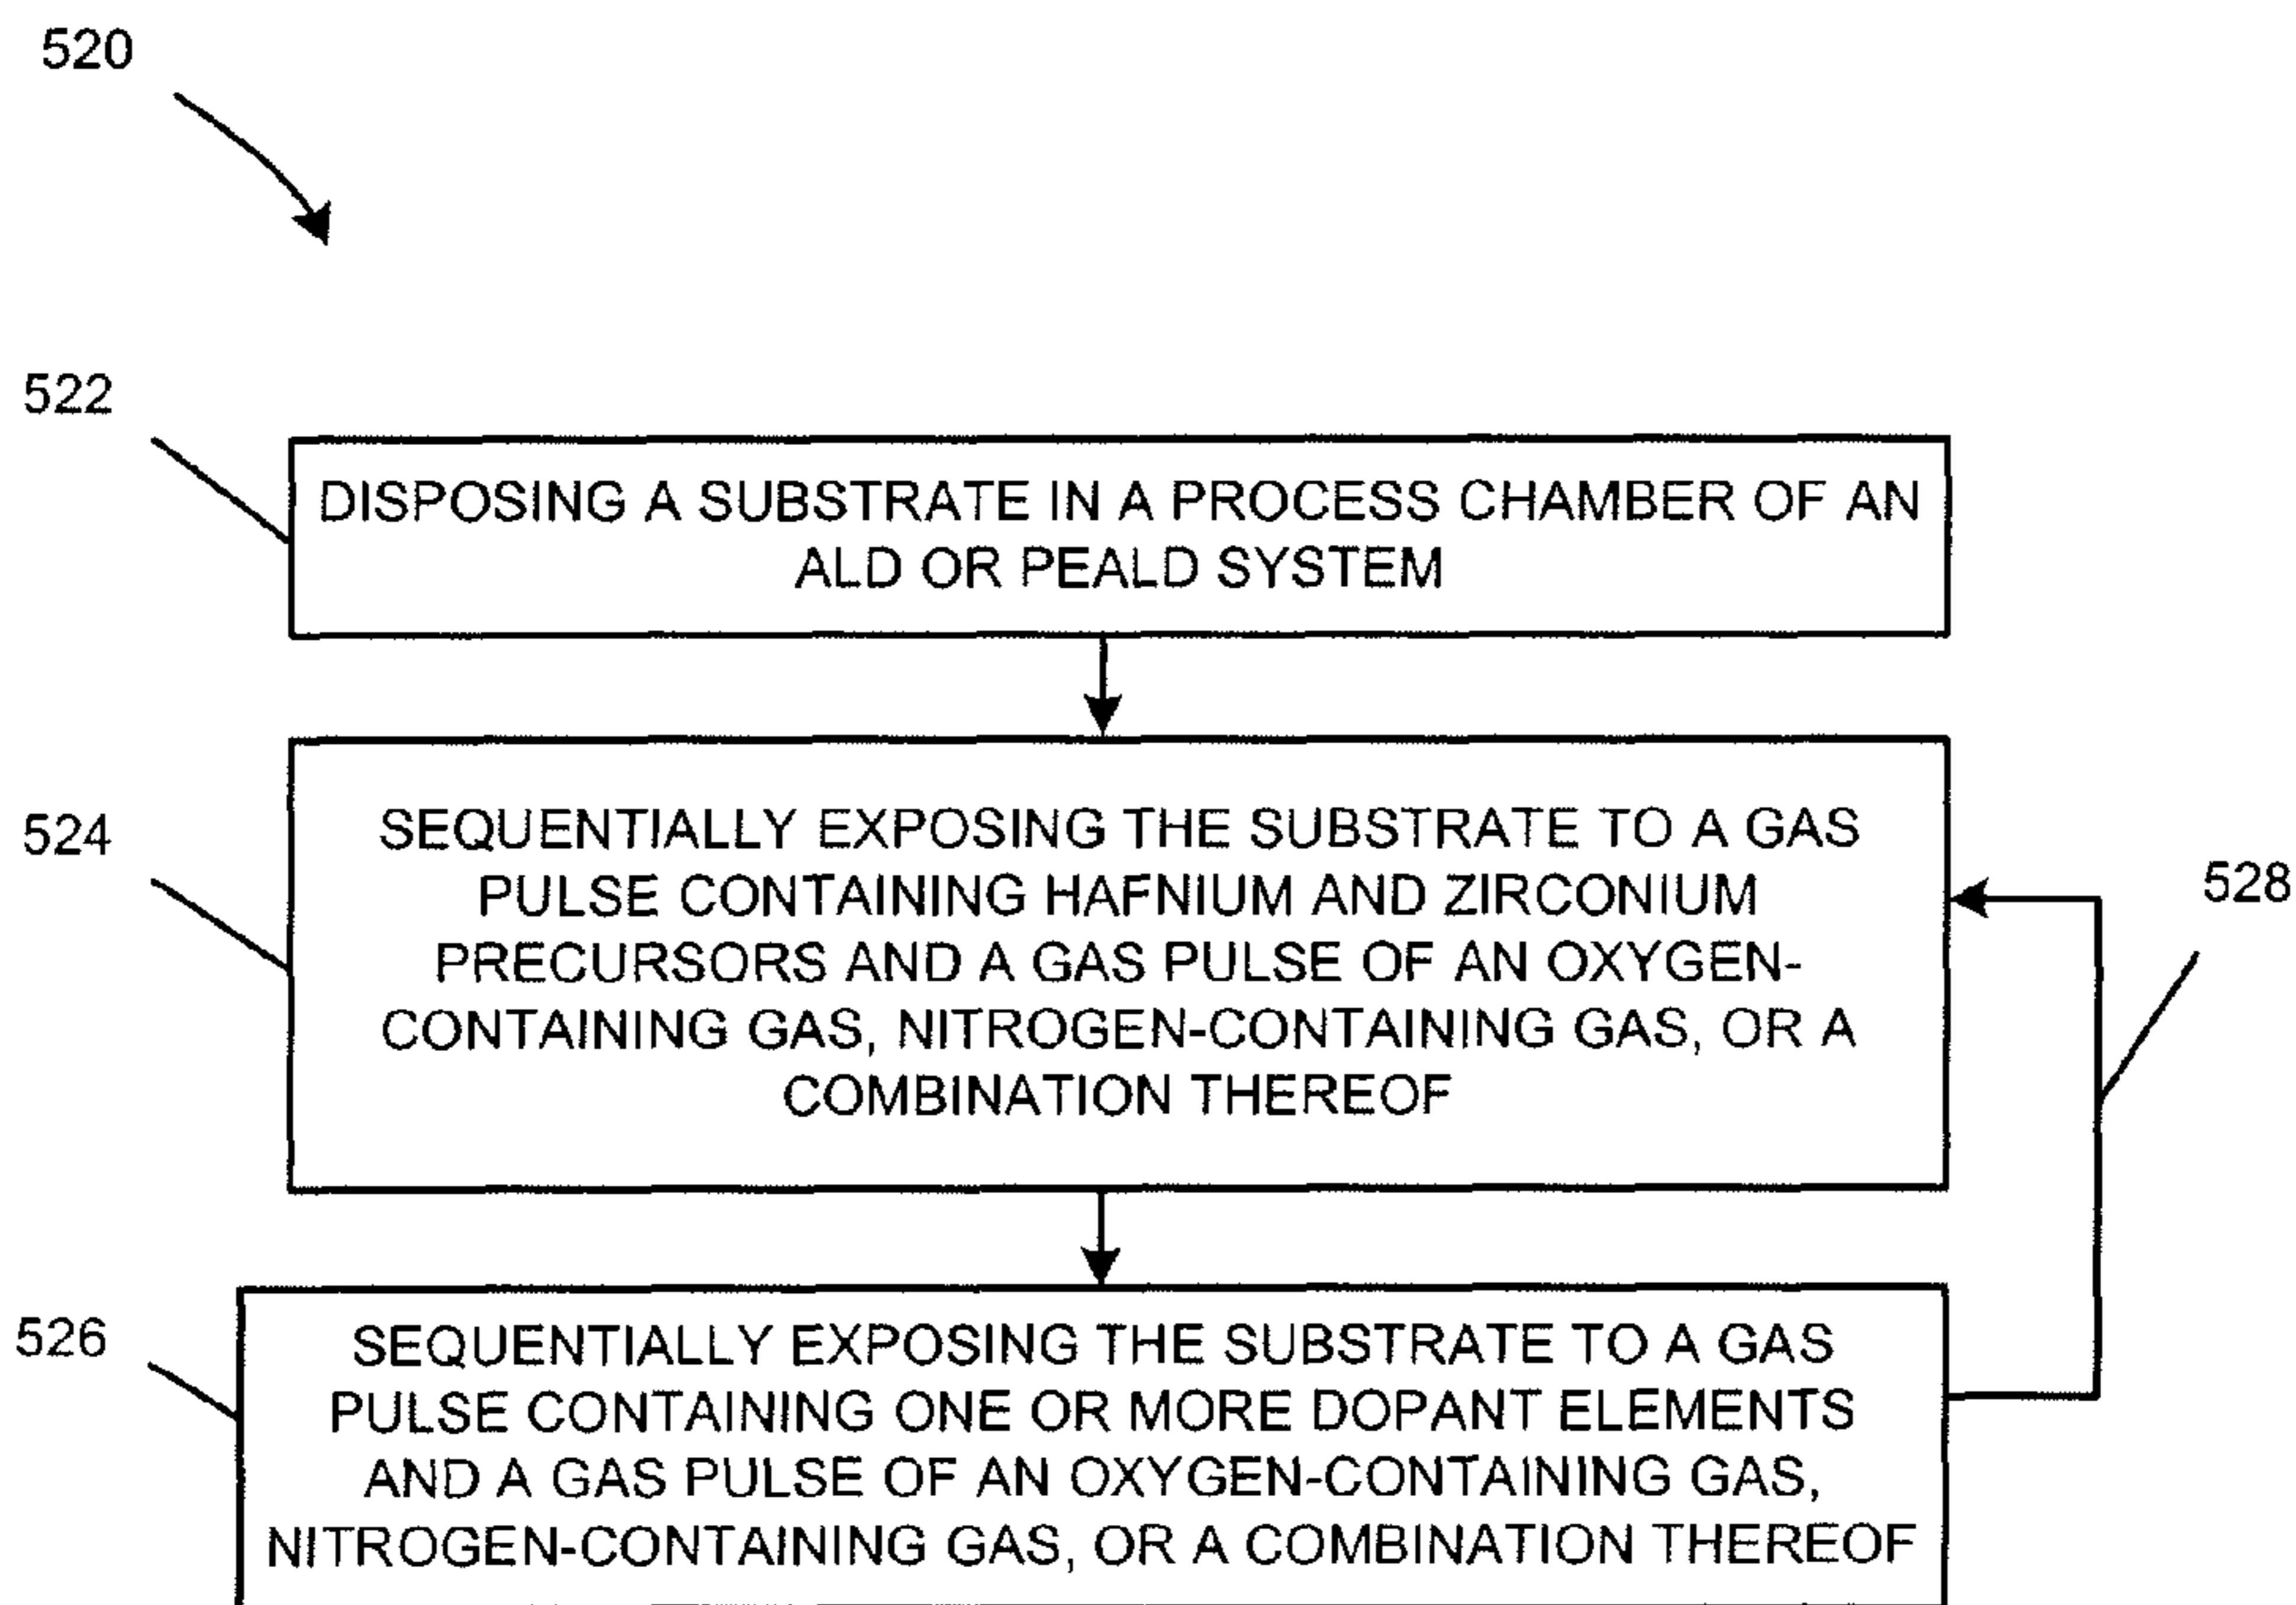 520
522
DISPOSING A SUBSTRATE IN A PROCESS CHAMBER OF AN
ALD OR PEALD SYSTEM
524
SEQUENTIALLY EXPOSING THE SUBSTRATE TO A GAS
PULSE CONTAINING HAFNIUM AND ZIRCONIUM
PRECURSORS AND A GAS PULSE OF AN OXYGEN-
CONTAINING GAS, NITROGEN-CONTAINING GAS, OR A
COMBINATION THEREOF
528
526
SEQUENTIALLY EXPOSING THE SUBSTRATE TO A GAS
PULSE CONTAINING ONE OR MORE DOPANT ELEMENTS
AND A GAS PULSE OF AN OXYGEN-CONTAINING GAS,
NITROGEN-CONTAINING GAS, OR A COMBINATION THEREOF